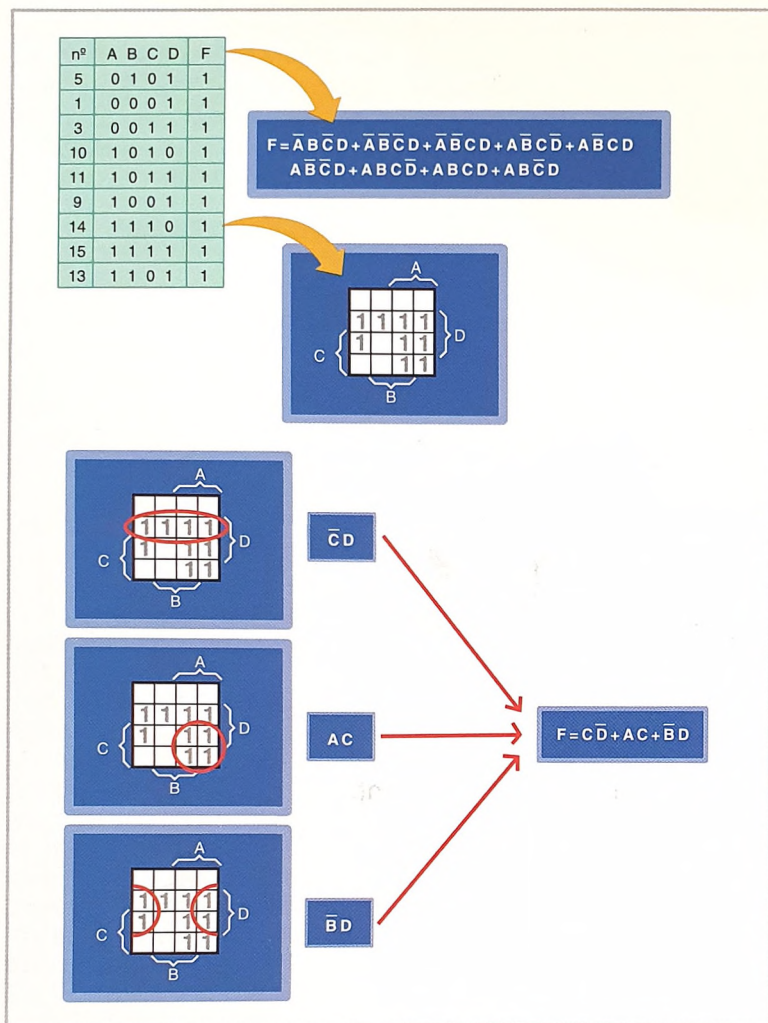 nº A B C D F
5 0 1 0 1 1
1 0 0 0 1 1
3 0 0 1 1 1
10 1 0 1 0 1
11 1 0 1 1 1
9 1 0 0 1 1
14 1 1 1 0 1
15 1 1 1 1 1
13 1 1 0 1 1
F=A̅BC̅D+A̅B̅C̅D+A̅B̅CD+AB̅CD̅+AB̅CD
AB̅C̅D+ABCD̅+ABCD+ABC̅D
A
1 1 1 1
D
1 1 1
C
1 1
B
A
1 1 1 1
D
1 1 1
C
1 1
B
C̅D
A
1 1 1 1
D
1 1 1
C
1 1
B
AC
F=CD̅+AC+B̅D
A
1 1 1 1
D
1 1 1
C
1 1
B
B̅D